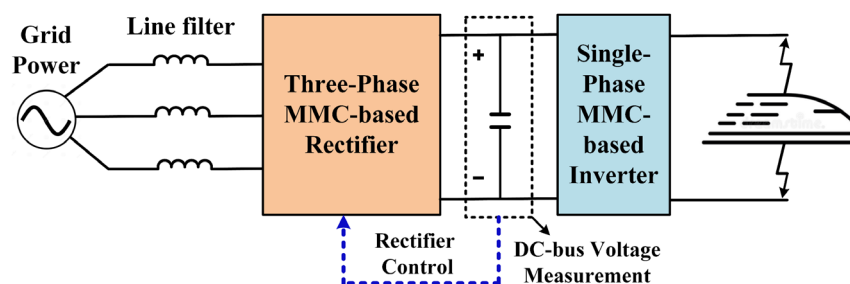 Grid
Power
Line filter
Three-Phase
MMC-based
Rectifier
+
−
Single-
Phase
MMC-
based
Inverter
Rectifier
Control
DC-bus Voltage
Measurement